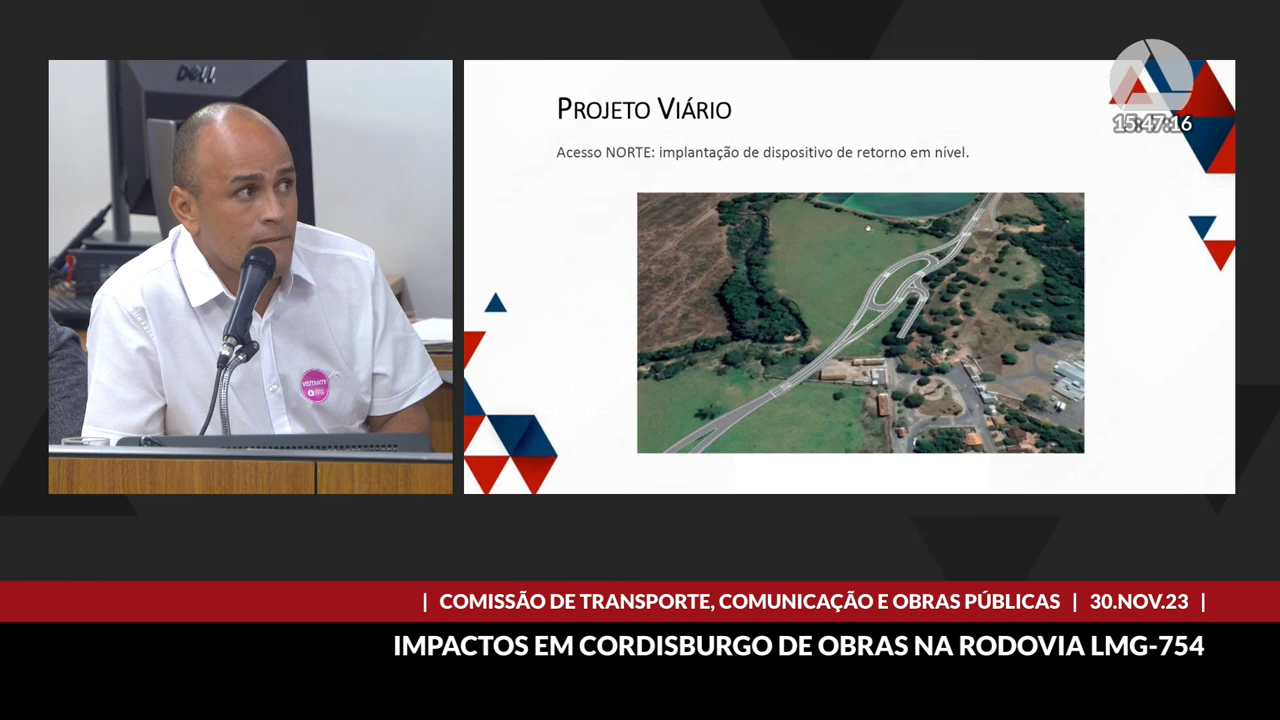 DELL
PROJETO VIÁRIO
15:47:16
Acesso NORTE: implantação de dispositivo de retorno em nível.
VISITANTE
| COMISSÃO DE TRANSPORTE, COMUNICAÇÃO E OBRAS PÚBLICAS | 30.NOV.23 |
IMPACTOS EM CORDISBURGO DE OBRAS NA RODOVIA LMG-754